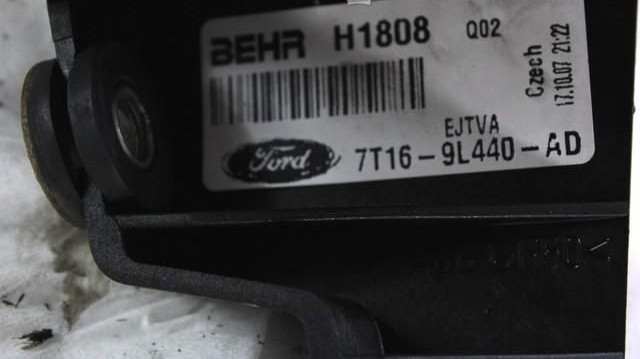 BEHR H1808 Q02
Czech
17.10.07 21:22
EJTVA
Ford 7T16-9L440-AD